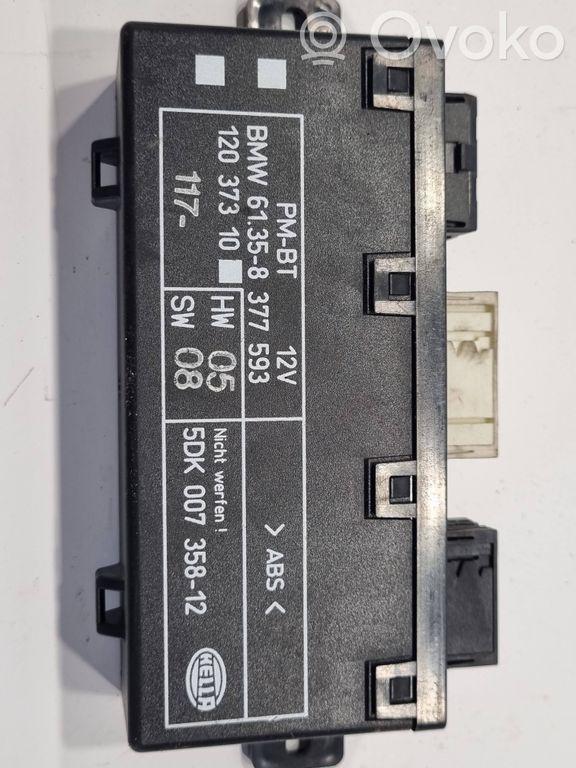 Ovoko
PM-BT 12V
BMW 61.35-8 377 593
120 373 10
117-
HW 05
SW 08
> ABS <
Nicht werfen !
5DK 007 358-12
HELLA